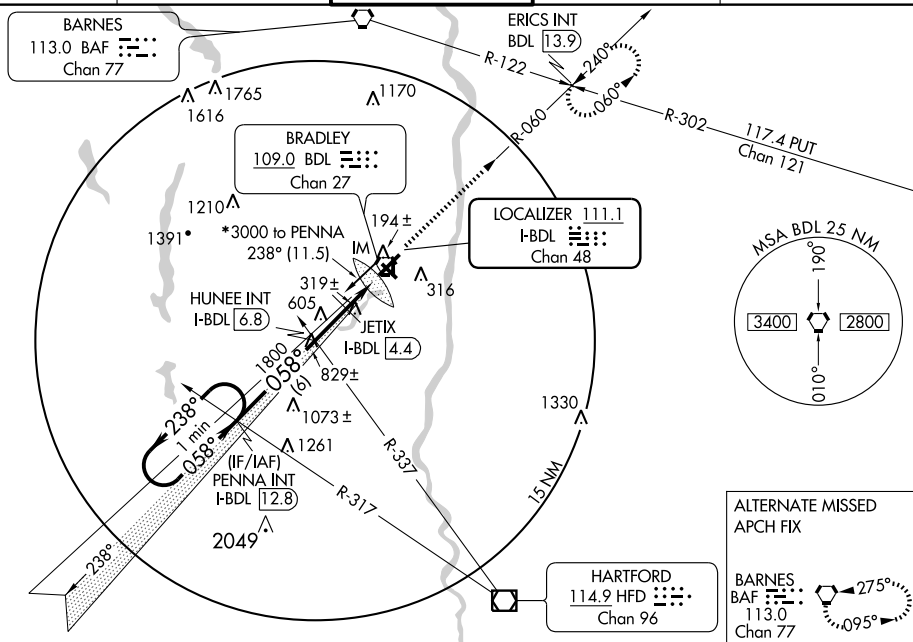 BARNES
113.0 BAF
Chan 77
ERICS INT
BDL 13.9
R-122
240°
060°
R-060
R-302
117.4 PUT
Chan 121
1765
1616
1170
BRADLEY
109.0 BDL
Chan 27
1210
1391
*3000 to PENNA
238° (11.5)
IM
194 ±
LOCALIZER 111.1
I-BDL
Chan 48
316
319±
605
HUNEE INT
I-BDL 6.8
JETIX
I-BDL 4.4
829±
1800
058°
(6)
238°
1 min
058°
1073 ±
1261
(IF/IAF)
PENNA INT
I-BDL 12.8
2049
238°
R-337
R-317
1330
15 NM
MSA BDL 25 NM
190°
3400
2800
010°
HARTFORD
114.9 HFD
Chan 96
ALTERNATE MISSED
APCH FIX
BARNES
BAF
113.0
Chan 77
275°
095°